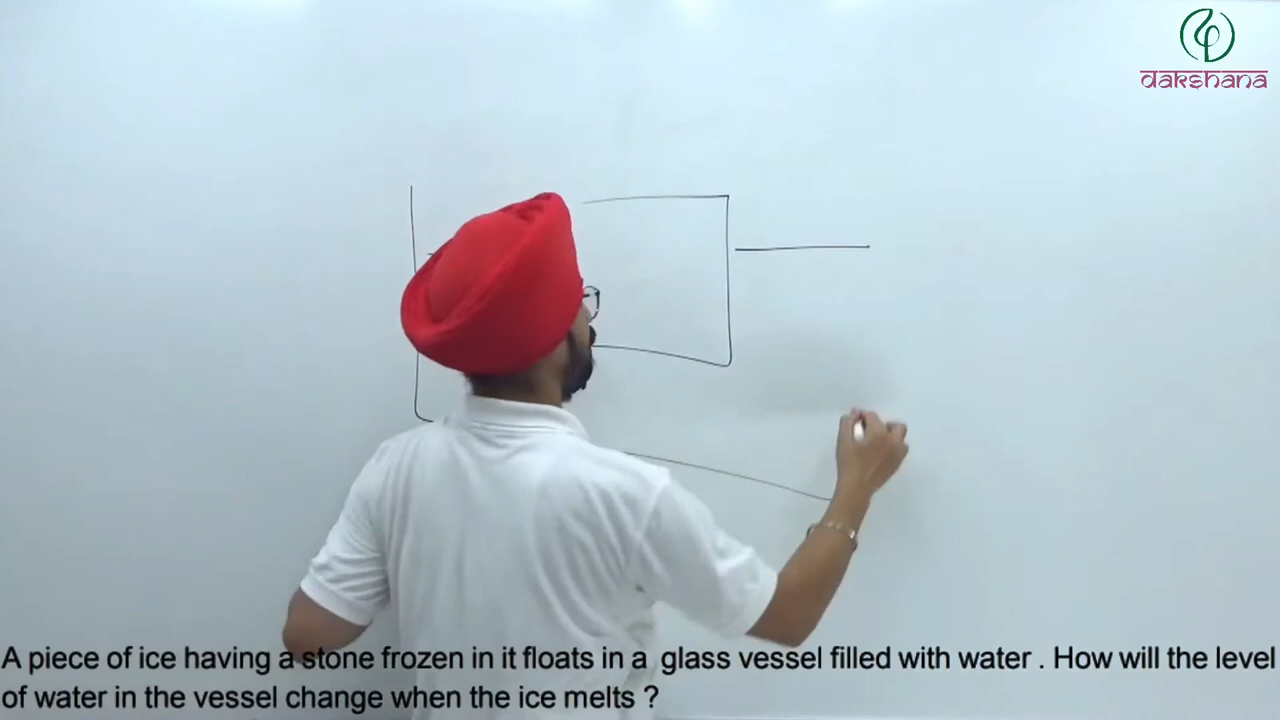 dakshana
A piece of ice having a stone frozen in it floats in a glass vessel filled with water . How will the level
of water in the vessel change when the ice melts ?